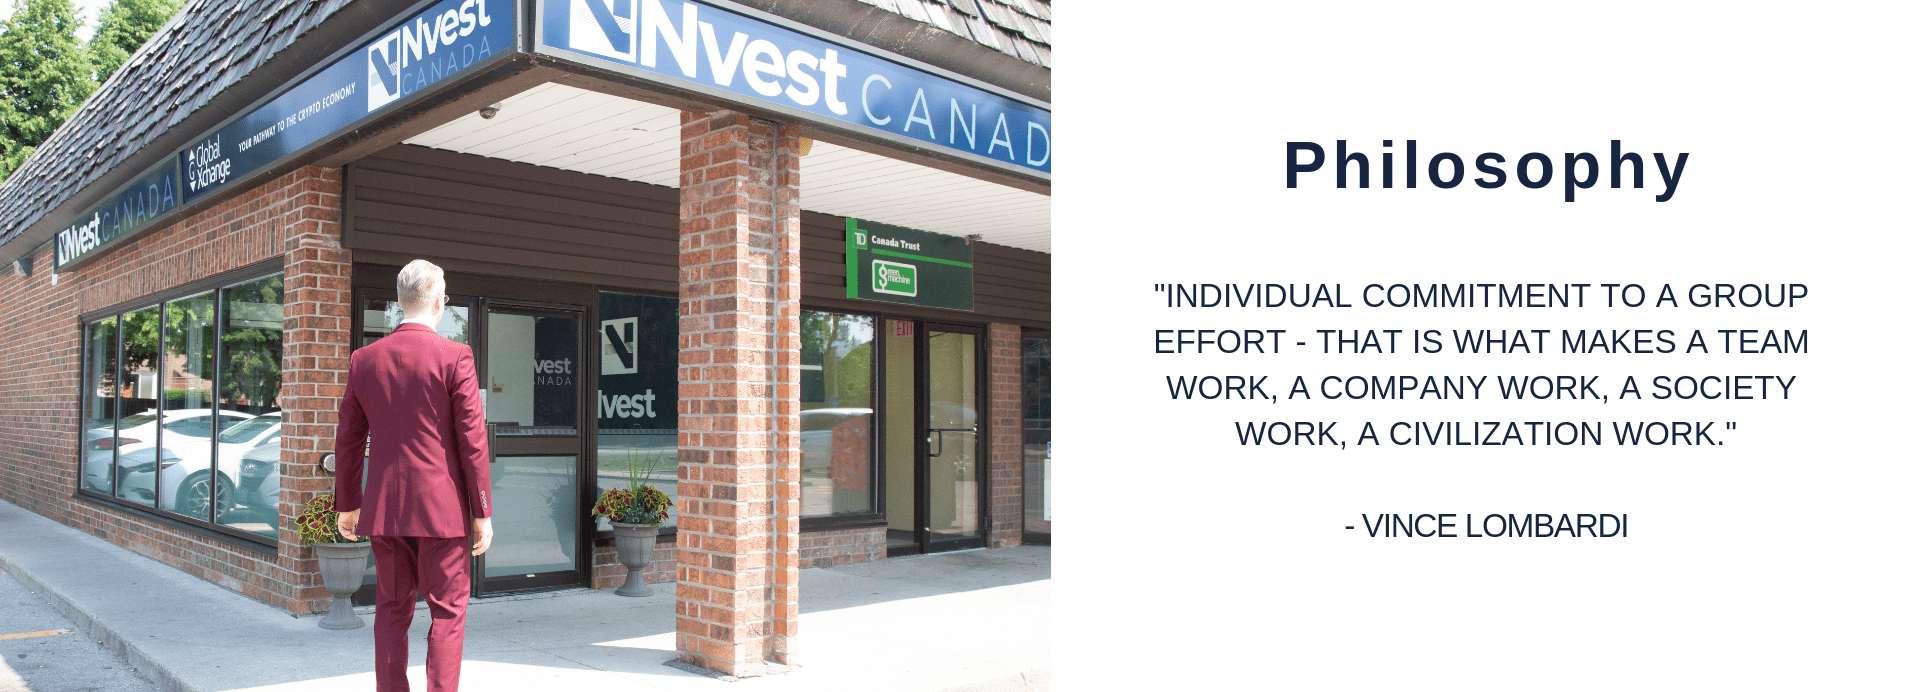 Nvest
CANADA
Nvest
CANAD
YOUR PATHWAY TO THE CRYPTO ECONOMY
Global
Xchange
Nvest CANADA
TD Canada Trust
green
machine
vest
NADA
Nvest
EXIT
Philosophy
"INDIVIDUAL COMMITMENT TO A GROUP
EFFORT - THAT IS WHAT MAKES A TEAM
WORK, A COMPANY WORK, A SOCIETY
WORK, A CIVILIZATION WORK."
- VINCE LOMBARDI